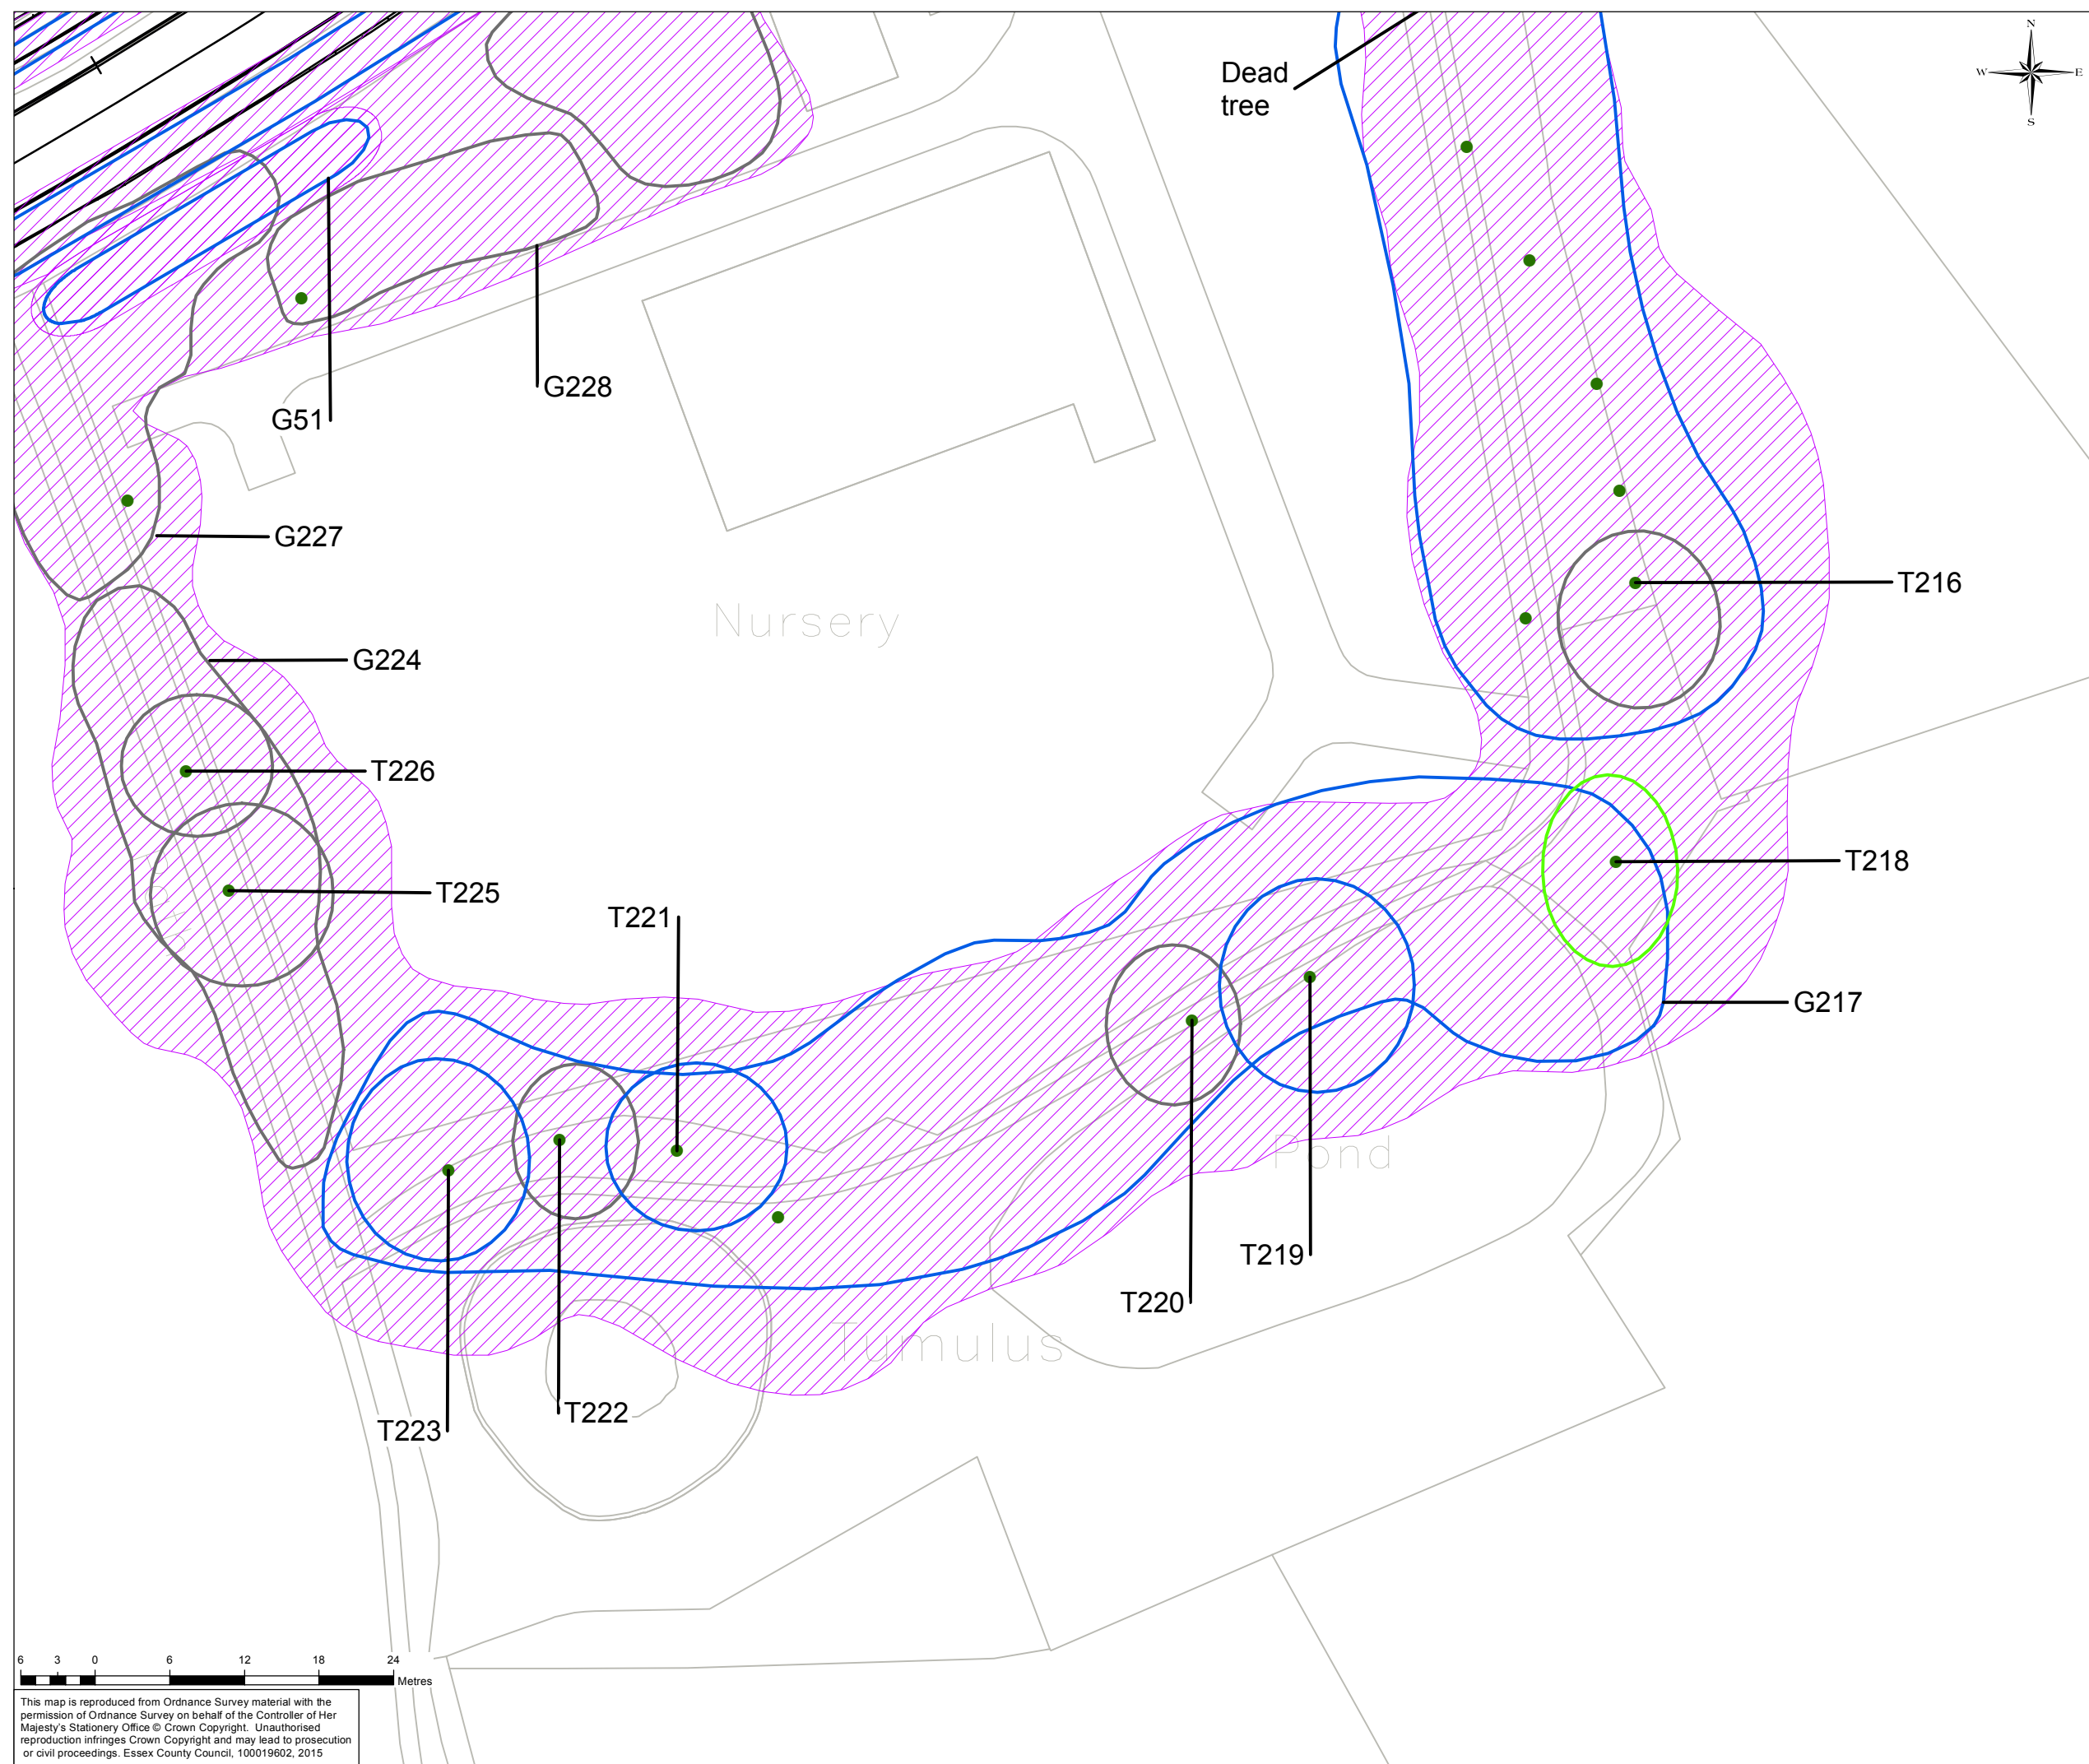 N
W
E
S
Dead
tree
G228
G51
G227
T216
Nursery
G224
T226
T218
T225
T221
G217
Pond
T219
T220
Tumulus
T222
T223
6 3 0 6 12 18 24
Metres
This map is reproduced from Ordnance Survey material with the
permission of Ordnance Survey on behalf of the Controller of Her
Majesty's Stationery Office © Crown Copyright. Unauthorised
reproduction infringes Crown Copyright and may lead to prosecution
or civil proceedings. Essex County Council, 100019602, 2015